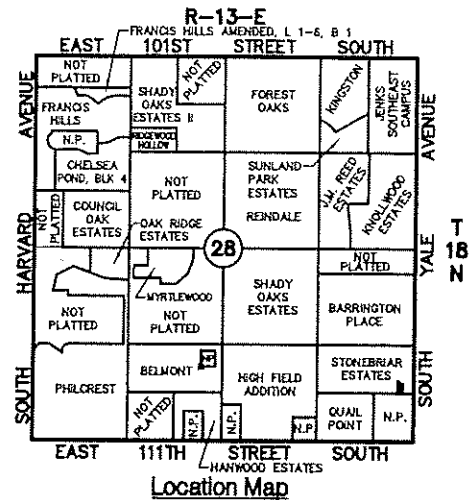 R-13-E
FRANCIS HILLS AMENDED, L 1-6, B 1
EAST 101ST STREET SOUTH
NOT
PLATTED
SHADY
OAKS
ESTATES II
NOT
PLATTED
FOREST
OAKS
KINGSTON
JENKS
SOUTHEAST
CAMPUS
AVENUE
AVENUE
FRANCIS
HILLS
N.P.
RIDGEWOOD
HOLLOW
CHELSEA
POND, BLK 4
NOT
PLATTED
SUNLAND
PARK
ESTATES
REINDALE
J.M. REED
ESTATES
KNOLLWOOD
ESTATES
NOT
PLATTED
COUNCIL
OAK
ESTATES
OAK RIDGE
ESTATES
HARVARD
28
YALE
T
18
N
NOT
PLATTED
MYRTLEWOOD
NOT
PLATTED
NOT
PLATTED
SHADY
OAKS
ESTATES
BARRINGTON
PLACE
BELMONT
HIGH FIELD
ADDITION
STONEBRIAR
ESTATES
PHILCREST
NOT
PLATTED
N.P.
N.P.
N.P
QUAIL
POINT
N.P.
SOUTH
SOUTH
EAST 111TH STREET SOUTH
HANWOOD ESTATES
Location Map